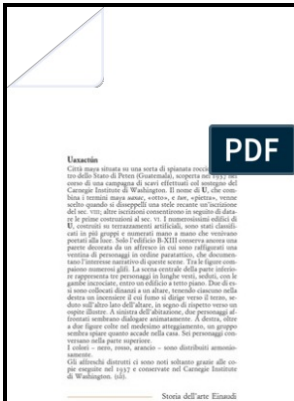 PDF
Uaxactún
Città maya situata su una sorta di spianata rocciosa
tro dello Stato di Peten (Guatemala), scoperta nel 1937 nel
corso di una campagna di scavi effettuati col sostegno del
Carnegie Institute di Washington. Il nome di U, che com-
bina i termini maya «otto», e «pietra», venne
scelto quando si disseppellì una stele recante un'iscrizione
del sec. VIII; altre iscrizioni consentirono in seguito di data-
re le prime costruzioni al sec. VI. I numerosissimi edifici di
U, costruiti su terrazzamenti artificiali, sono stati classifi-
cati in più gruppi e numerati mano a mano che venivano
portati alla luce. Solo l'edificio B-XIII conserva ancora una
parete decorata da un affresco in cui sono raffigurati una
ventina di personaggi in ordine paratattico, che documen-
tano l'interesse narrativo di queste scene. Tra le figure com-
paiono numerosi glifi. La scena centrale della parte inferio-
re rappresenta tre personaggi in lunghe vesti, seduti, con le
gambe incrociate, entro un edificio a tetto piano. Due di es-
si sono collocati dinanzi a un altare, tenendo ciascuno nella
destra un incensiere il cui fumo si dirige verso il terzo, se-
duto sull'altro lato dell'altare, in segno di rispetto verso un
ospite illustre. A sinistra dell'abitazione, due personaggi af-
frontati sembrano dialogare animatamente. A destra, oltre
a due figure colte nel medesimo atteggiamento, un gruppo
sembra spiare quanto accade nella casa. Sei personaggi con-
versano nella parte superiore.
I colori – nero, rosso, arancio – sono distribuiti armonio-
samente.
Gli affreschi distrutti ci sono noti soltanto grazie alle co-
pie eseguite nel 1937 e conservate nel Carnegie Institute
di Washington.
Storia dell'arte Einaudi